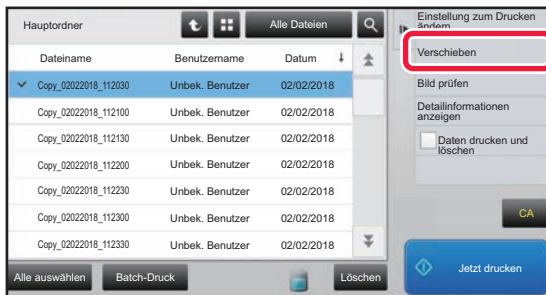 Hauptordner
Alle Dateien
Einstellung zum Drucken
ändern
Dateiname Benutzername Datum
Verschieben
Copy_02022018_112030 Unbek. Benutzer 02/02/2018
Bild prüfen
Copy_02022018_112100 Unbek. Benutzer 02/02/2018
Detailinformationen
anzeigen
Copy_02022018_112130 Unbek. Benutzer 02/02/2018
Daten drucken und
löschen
Copy_02022018_112200 Unbek. Benutzer 02/02/2018
Copy_02022018_112230 Unbek. Benutzer 02/02/2018
Copy_02022018_112300 Unbek. Benutzer 02/02/2018
CA
Copy_02022018_112330 Unbek. Benutzer 02/02/2018
Alle auswählen Batch-Druck Löschen
Jetzt drucken